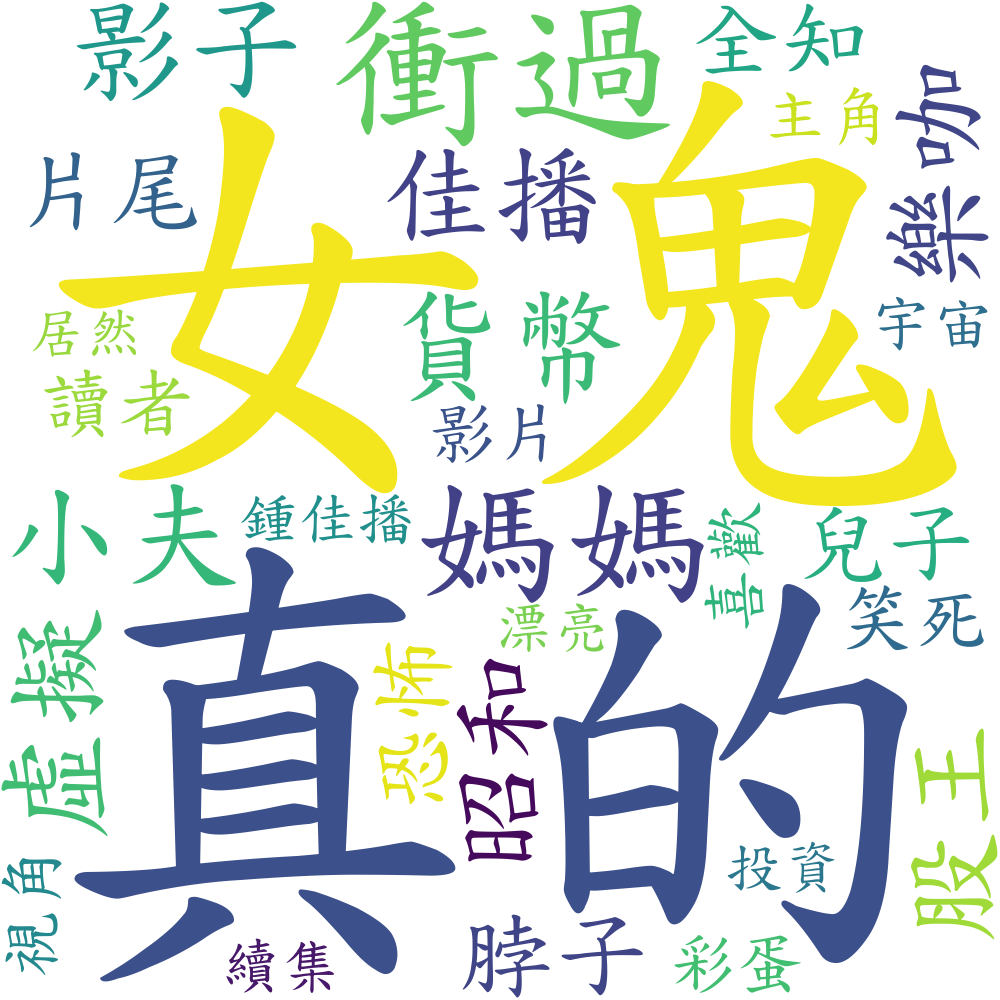 影子
衝過
全知
主角
樂咖
片尾
佳播
女鬼
宇宙
居然
讀者
貨幣
影片
小夫
鍾佳播
媽媽
喜歡
兒子
笑死
漂亮
虛擬
恐怖
昭和
真的
股王
視角
投資
續集
脖子
彩蛋